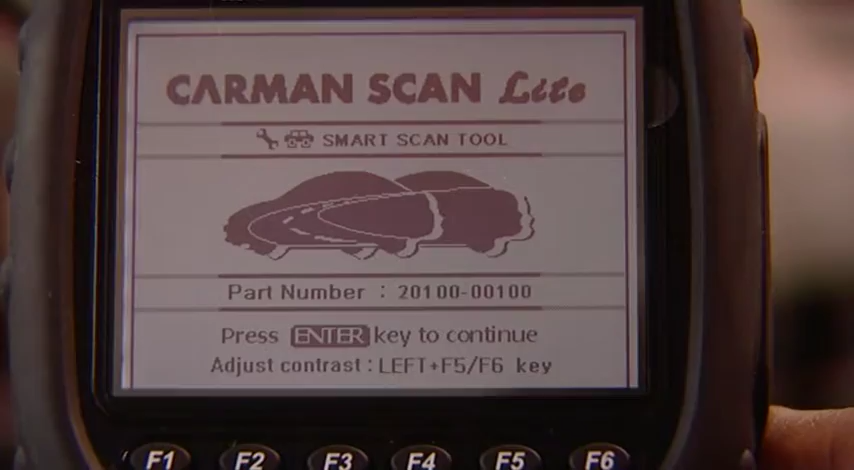 CARMAN SCAN Lite
SMART SCAN TOOL
Part Number : 20100-00100
Press ENTER key to continue
Adjust contrast : LEFT+F5/F6 key
F1 F2 F3 F4 F5 F6